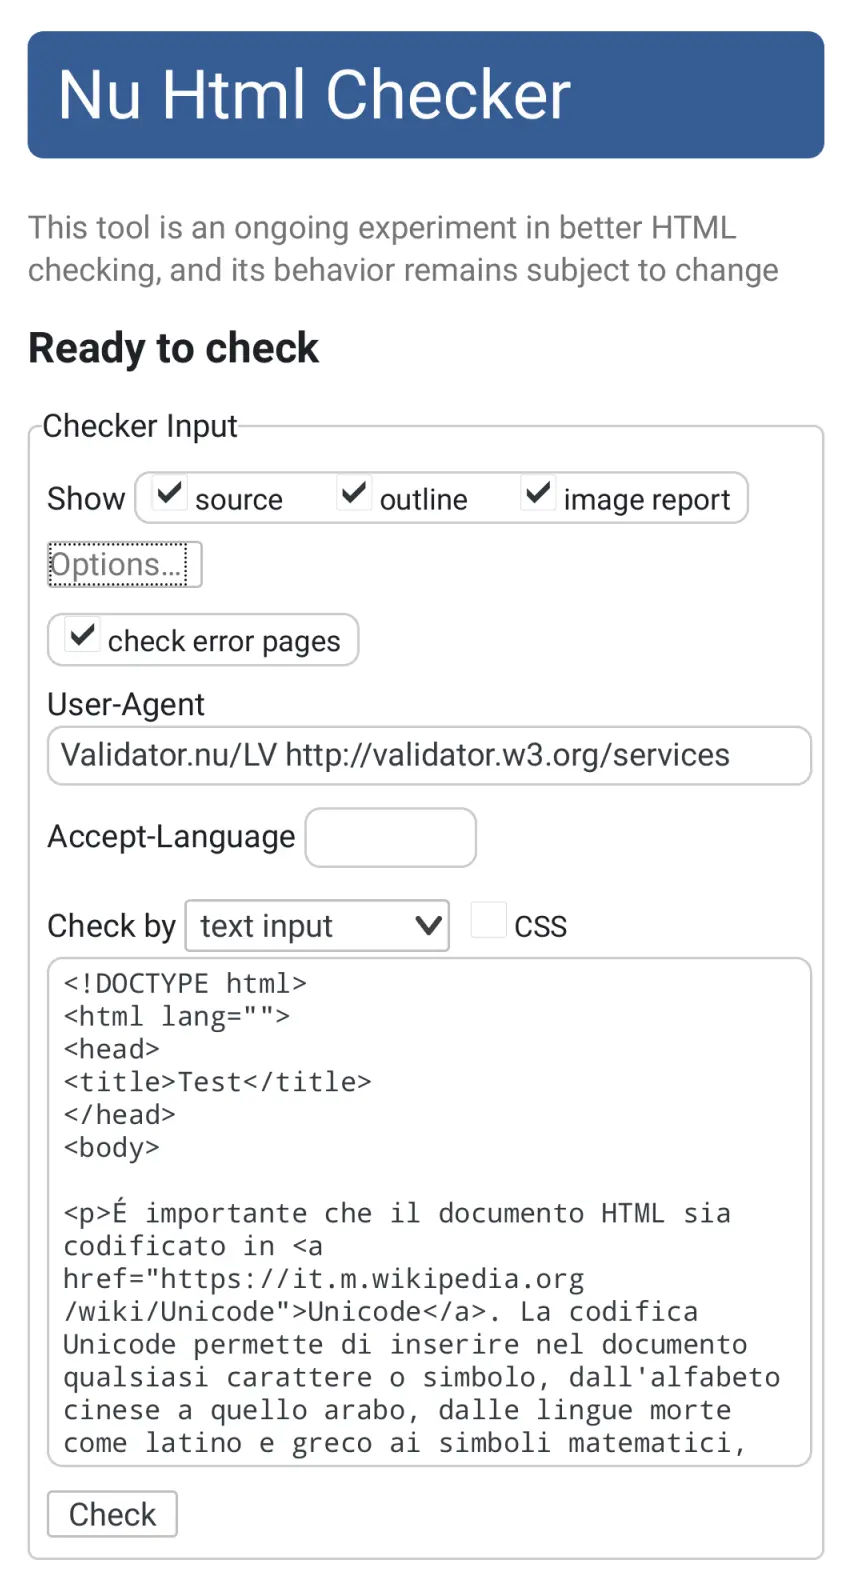 Nu Html Checker
This tool is an ongoing experiment in better HTML
checking, and its behavior remains subject to change
Ready to check
Checker Input
Show source outline image report
Options...
check error pages
User-Agent
Validator.nu/LV http://validator.w3.org/services
Accept-Language
Check by text input CSS
<!DOCTYPE html>
<html lang="">
<head>
<title>Test</title>
</head>
<body>
<p>É importante che il documento HTML sia
codificato in <a
href="https://it.m.wikipedia.org
/wiki/Unicode">Unicode</a>. La codifica
Unicode permette di inserire nel documento
qualsiasi carattere o simbolo, dall'alfabeto
cinese a quello arabo, dalle lingue morte
come latino e greco ai simboli matematici,
Check